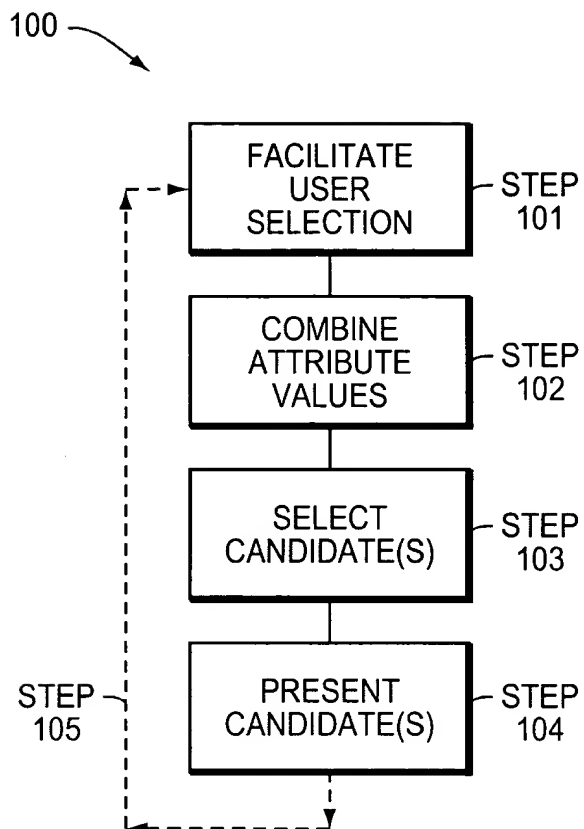 100
FACILITATE
USER
SELECTION
STEP
101
COMBINE
ATTRIBUTE
VALUES
STEP
102
SELECT
CANDIDATE(S)
STEP
103
PRESENT
CANDIDATE(S)
STEP
104
STEP
105